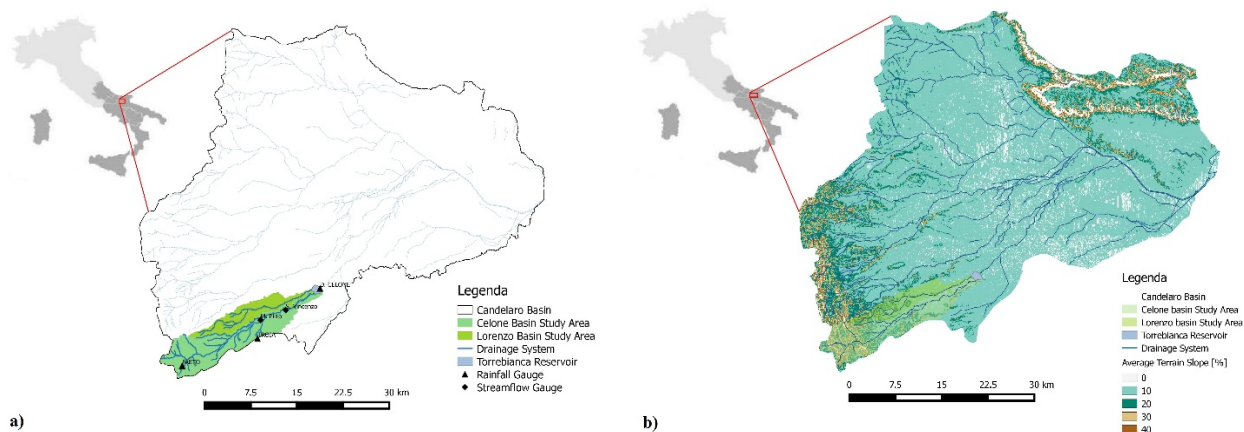 CELONE
Vincenzo
FAETO
Legenda
Candelaro Basin
Celone Basin Study Area
Lorenzo Basin Study Area
Drainage System
Torrebianca Reservoir
Rainfall Gauge
Streamflow Gauge
0 7.5 15 22.5 30 km
a)
Legenda
Candelaro Basin
Celone Basin Study Area
Lorenzo basin Study Area
Torrebianca Reservoir
Drainage System
Average Terrain Slope [%]
0
10
20
30
40
0 7.5 15 22.5 30 km
b)